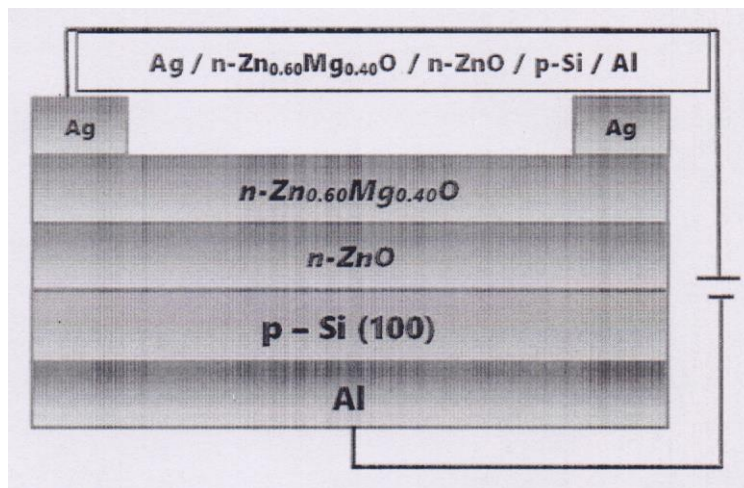 Ag / n-Zn₀.₆₀Mg₀.₄₀O / n-ZnO / p-Si / Al
Ag
Ag
n-Zn₀.₆₀Mg₀.₄₀O
n-ZnO
p – Si (100)
Al